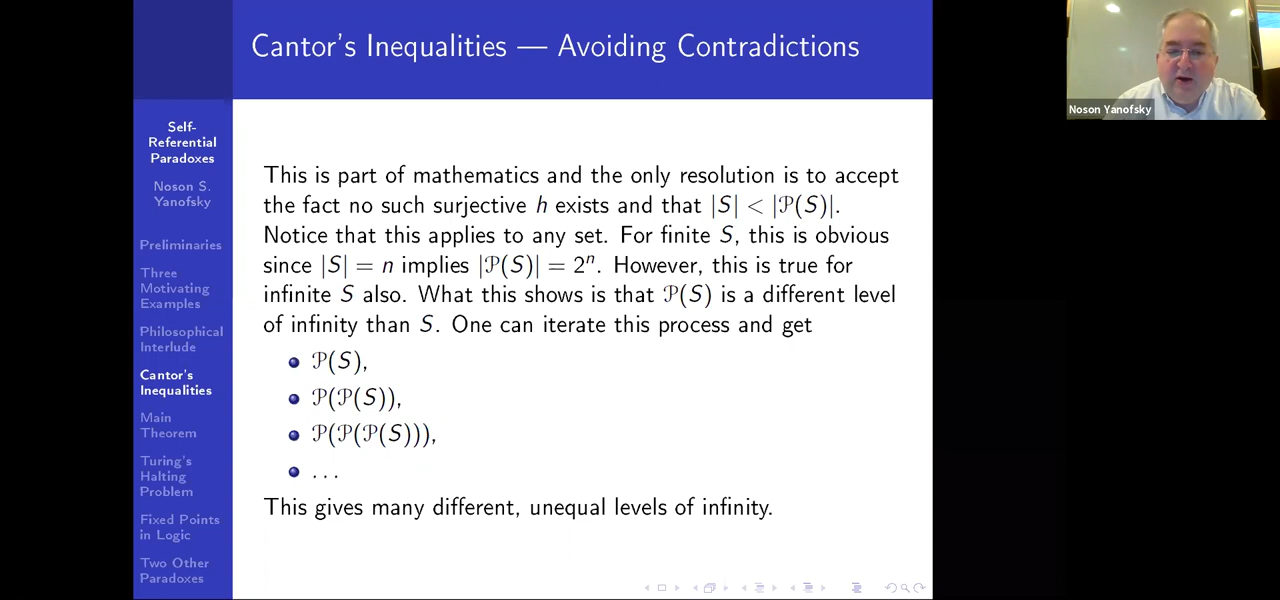 Cantor's Inequalities — Avoiding Contradictions
Self-
Referential
Paradoxes
Noson S.
Yanofsky
Preliminaries
Three
Motivating
Examples
Philosophical
Interlude
Cantor's
Inequalities
Main
Theorem
Turing's
Halting
Problem
Fixed Points
in Logic
Two Other
Paradoxes
This is part of mathematics and the only resolution is to accept
the fact no such surjective h exists and that |S| < |𝒫(S)|.
Notice that this applies to any set. For finite S, this is obvious
since |S| = n implies |𝒫(S)| = 2ⁿ. However, this is true for
infinite S also. What this shows is that 𝒫(S) is a different level
of infinity than S. One can iterate this process and get
• 𝒫(S),
• 𝒫(𝒫(S)),
• 𝒫(𝒫(𝒫(S))),
• ...
This gives many different, unequal levels of infinity.
Noson Yanofsky